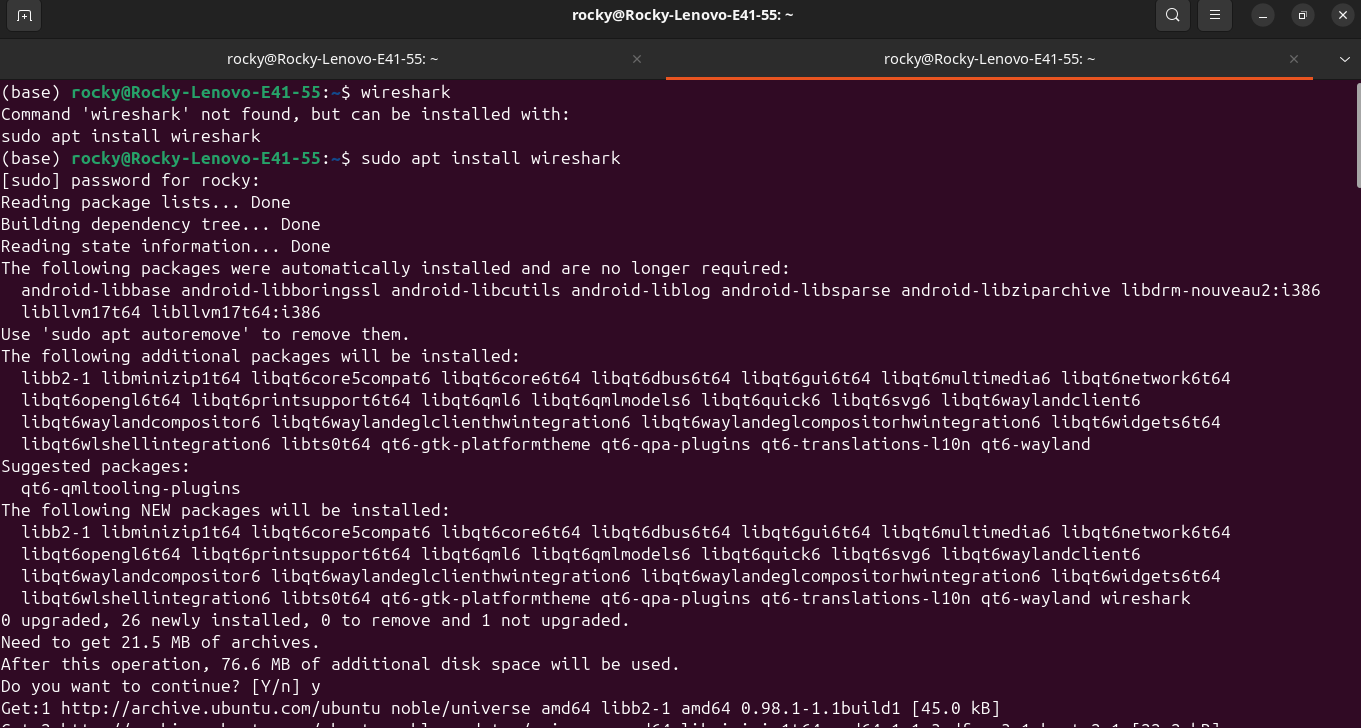 rocky@Rocky-Lenovo-E41-55: ~
rocky@Rocky-Lenovo-E41-55: ~
rocky@Rocky-Lenovo-E41-55: ~
(base) rocky@Rocky-Lenovo-E41-55:~$ wireshark
Command 'wireshark' not found, but can be installed with:
sudo apt install wireshark
(base) rocky@Rocky-Lenovo-E41-55:~$ sudo apt install wireshark
[sudo] password for rocky:
Reading package lists... Done
Building dependency tree... Done
Reading state information... Done
The following packages were automatically installed and are no longer required:
  android-libbase android-libboringssl android-libcutils android-liblog android-libsparse android-libziparchive libdrm-nouveau2:i386
  libllvm17t64 libllvm17t64:i386
Use 'sudo apt autoremove' to remove them.
The following additional packages will be installed:
  libb2-1 libminizip1t64 libqt6core5compat6 libqt6core6t64 libqt6dbus6t64 libqt6gui6t64 libqt6multimedia6 libqt6network6t64
  libqt6opengl6t64 libqt6printsupport6t64 libqt6qml6 libqt6qmlmodels6 libqt6quick6 libqt6svg6 libqt6waylandclient6
  libqt6waylandcompositor6 libqt6waylandeglclienthwintegration6 libqt6waylandeglcompositorhwintegration6 libqt6widgets6t64
  libqt6wlshellintegration6 libts0t64 qt6-gtk-platformtheme qt6-qpa-plugins qt6-translations-l10n qt6-wayland
Suggested packages:
  qt6-qmltooling-plugins
The following NEW packages will be installed:
  libb2-1 libminizip1t64 libqt6core5compat6 libqt6core6t64 libqt6dbus6t64 libqt6gui6t64 libqt6multimedia6 libqt6network6t64
  libqt6opengl6t64 libqt6printsupport6t64 libqt6qml6 libqt6qmlmodels6 libqt6quick6 libqt6svg6 libqt6waylandclient6
  libqt6waylandcompositor6 libqt6waylandeglclienthwintegration6 libqt6waylandeglcompositorhwintegration6 libqt6widgets6t64
  libqt6wlshellintegration6 libts0t64 qt6-gtk-platformtheme qt6-qpa-plugins qt6-translations-l10n qt6-wayland wireshark
0 upgraded, 26 newly installed, 0 to remove and 1 not upgraded.
Need to get 21.5 MB of archives.
After this operation, 76.6 MB of additional disk space will be used.
Do you want to continue? [Y/n] y
Get:1 http://archive.ubuntu.com/ubuntu noble/universe amd64 libb2-1 amd64 0.98.1-1.1build1 [45.0 kB]